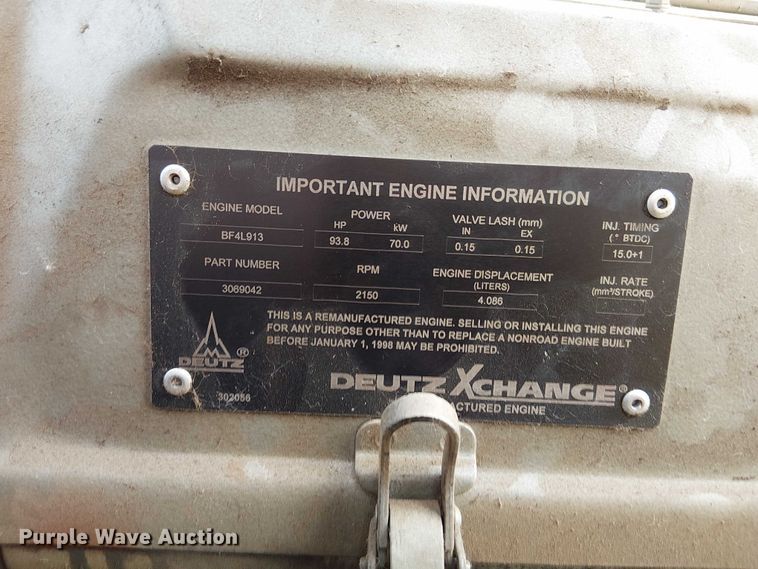 IMPORTANT ENGINE INFORMATION
ENGINE MODEL
BF4L913
POWER
HP kW
93.8 70.0
VALVE LASH (mm)
IN EX
0.15 0.15
INJ. TIMING
(° BTDC)
15.0+1
PART NUMBER
3069042
RPM
2150
ENGINE DISPLACEMENT
(LITERS)
4.086
INJ. RATE
(mm³/STROKE)
THIS IS A REMANUFACTURED ENGINE. SELLING OR INSTALLING THIS ENGINE
FOR ANY PURPOSE OTHER THAN TO REPLACE A NONROAD ENGINE BUILT
BEFORE JANUARY 1, 1998 MAY BE PROHIBITED.
DEUTZ®
DEUTZ XCHANGE®
302056
ACTURED ENGINE
Purple Wave Auction